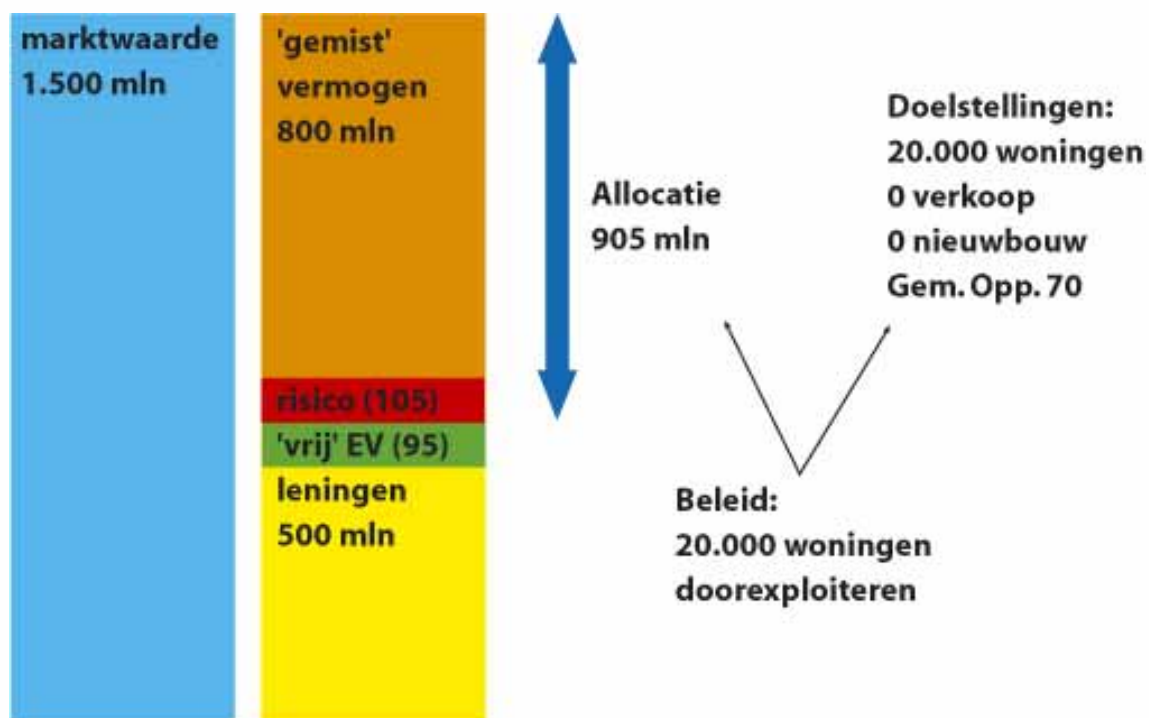 marktwaarde
1.500 mln
'gemist'
vermogen
800 mln
risico (105)
'vrij' EV (95)
leningen
500 mln
Allocatie
905 mln
Doelstellingen:
20.000 woningen
0 verkoop
0 nieuwbouw
Gem. Opp. 70
Beleid:
20.000 woningen
doorexploiteren